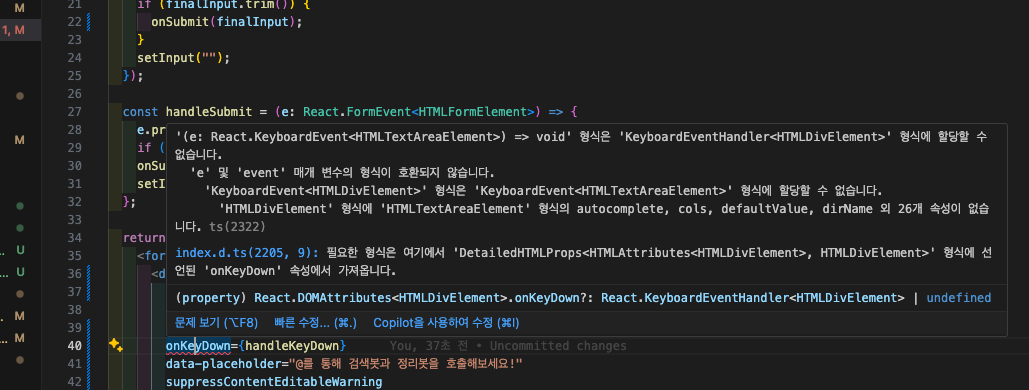 M
21 if (finalInput.trim()) {
22 onSubmit(finalInput);
1, M
23 }
24 setInput("");
25 });
26
27 const handleSubmit = (e: React.FormEvent<HTMLFormElement>) => {
28 e.pr
M
29 if (
30 onSu
31 setI
32 };
33
34 return
35 <for
36 <d
37
38
39
'(e: React.KeyboardEvent<HTMLTextAreaElement>) => void' 형식은 'KeyboardEventHandler<HTMLDivElement>' 형식에 할당할 수
없습니다.
'e' 및 'event' 매개 변수의 형식이 호환되지 않습니다.
'KeyboardEvent<HTMLDivElement>' 형식은 'KeyboardEvent<HTMLTextAreaElement>' 형식에 할당할 수 없습니다.
'HTMLDivElement' 형식에 'HTMLTextAreaElement' 형식의 autocomplete, cols, defaultValue, dirName 외 26개 속성이 없습
니다. ts(2322)
index.d.ts(2205, 9): 필요한 형식은 여기에서 'DetailedHTMLProps<HTMLAttributes<HTMLDivElement>, HTMLDivElement>' 형식에 선
언된 'onKeyDown' 속성에서 가져옵니다.
(property) React.DOMAttributes<HTMLDivElement>.onKeyDown?: React.KeyboardEventHandler<HTMLDivElement> | undefined
문제 보기 (⌥F8) 빠른 수정... (⌘.) Copilot을 사용하여 수정 (⌘I)
... U
... U
... M
... M
M
40 onKeyDown={handleKeyDown} You, 37초 전 • Uncommitted changes
41 data-placeholder="@를 통해 검색봇과 정리봇을 호출해보세요!"
42 suppressContentEditableWarning